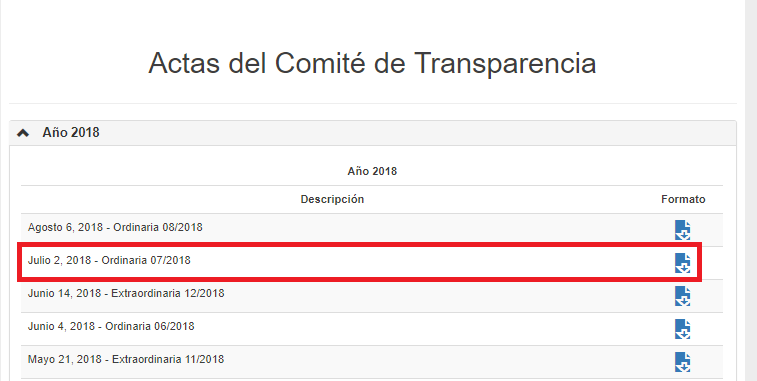 Actas del Comité de Transparencia
Año 2018
Año 2018
Descripción Formato
Agosto 6, 2018 - Ordinaria 08/2018
Julio 2, 2018 - Ordinaria 07/2018
Junio 14, 2018 - Extraordinaria 12/2018
Junio 4, 2018 - Ordinaria 06/2018
Mayo 21, 2018 - Extraordinaria 11/2018